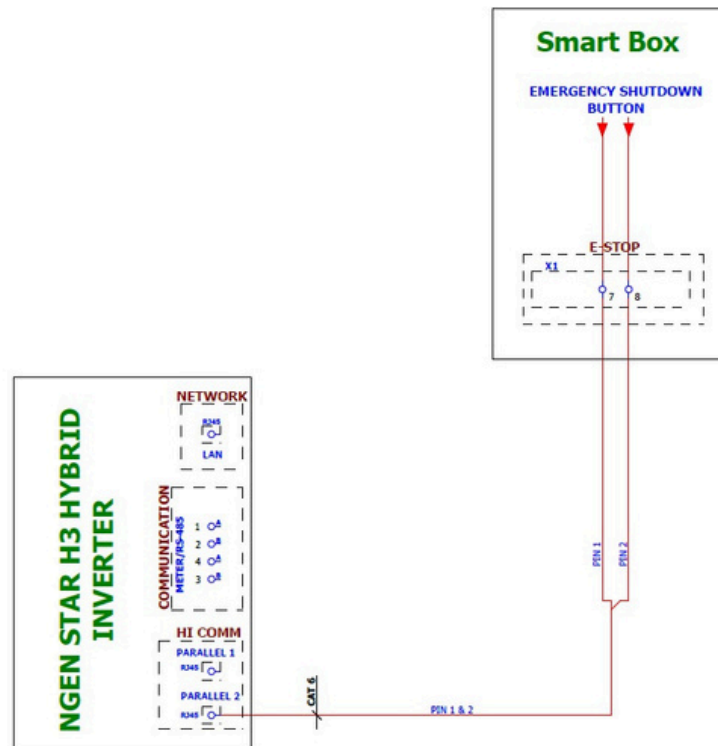 Smart Box
EMERGENCY SHUTDOWN
BUTTON
E-STOP
X1
7
8
PIN 1
PIN 2
NGEN STAR H3 HYBRID
INVERTER
NETWORK
RJ45
LAN
COMMUNICATION
METER/RS-485
1 A
2 B
4 A
3 B
HI COMM
PARALLEL 1
RJ45
PARALLEL 2
RJ45
CAT 6
PIN 1 & 2